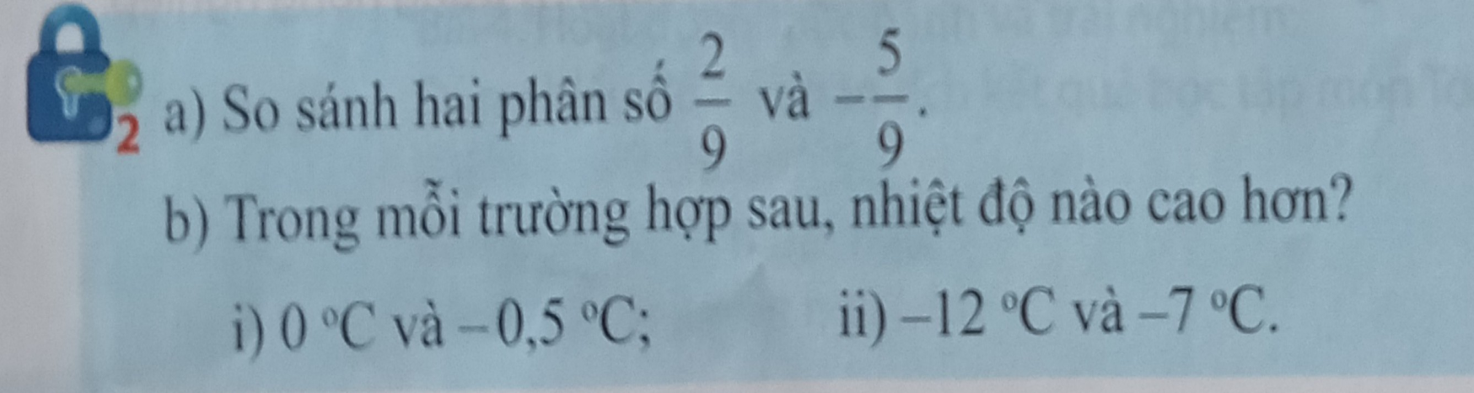 2 a) So sánh hai phân số 2/9 và −5/9.
b) Trong mỗi trường hợp sau, nhiệt độ nào cao hơn?
i) 0 °C và −0,5 °C; ii) −12 °C và −7 °C.